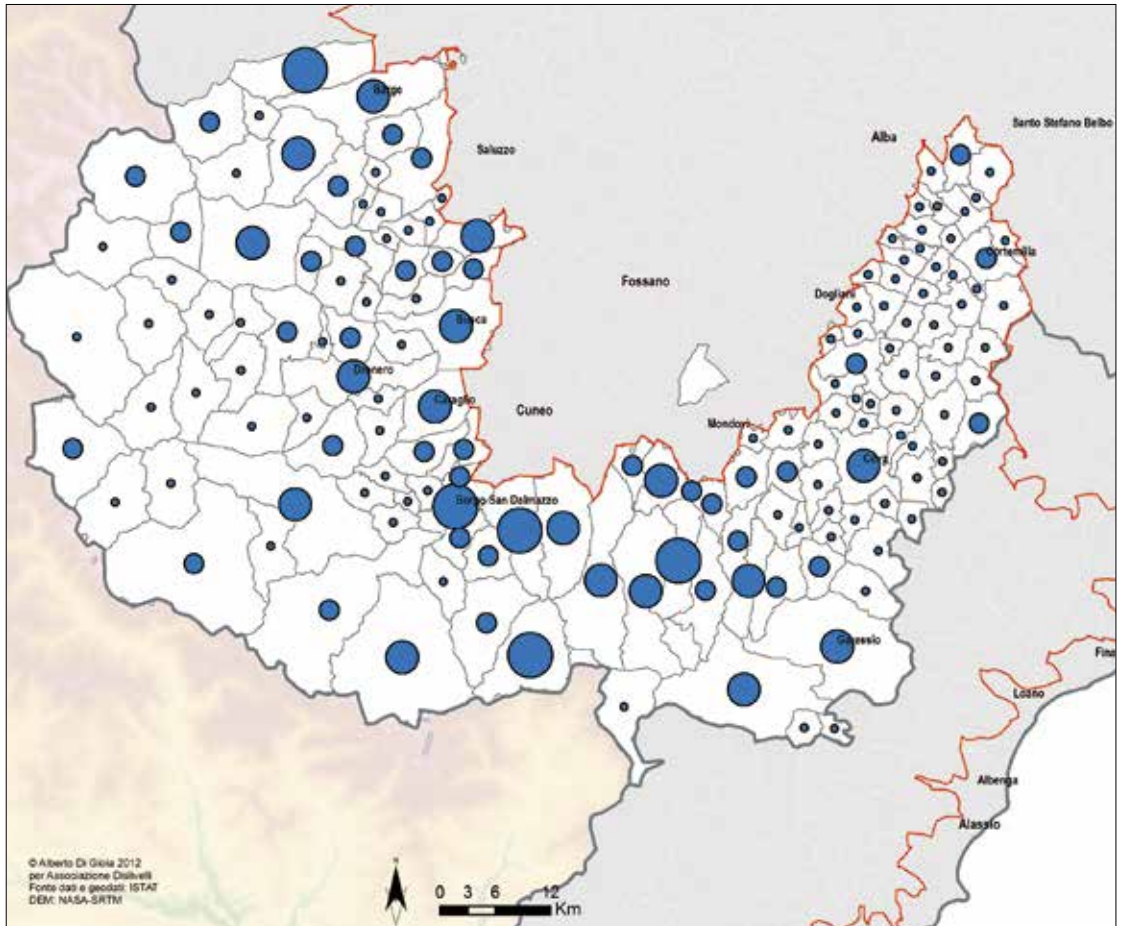 Barge
Saluzzo
Alba
Santo Stefano Belbo
Cortemilia
Fossano
Dogliani
Busca
Dronero
Caraglio
Cuneo
Mondovì
Ceva
Borgo San Dalmazzo
Garessio
Fina
Loano
Albenga
Alassio
© Alberto Di Gioia 2012
per Associazione Dislivelli
Fonte dati e geodati: ISTAT
DEM: NASA-SRTM
N
0 3 6 12
Km